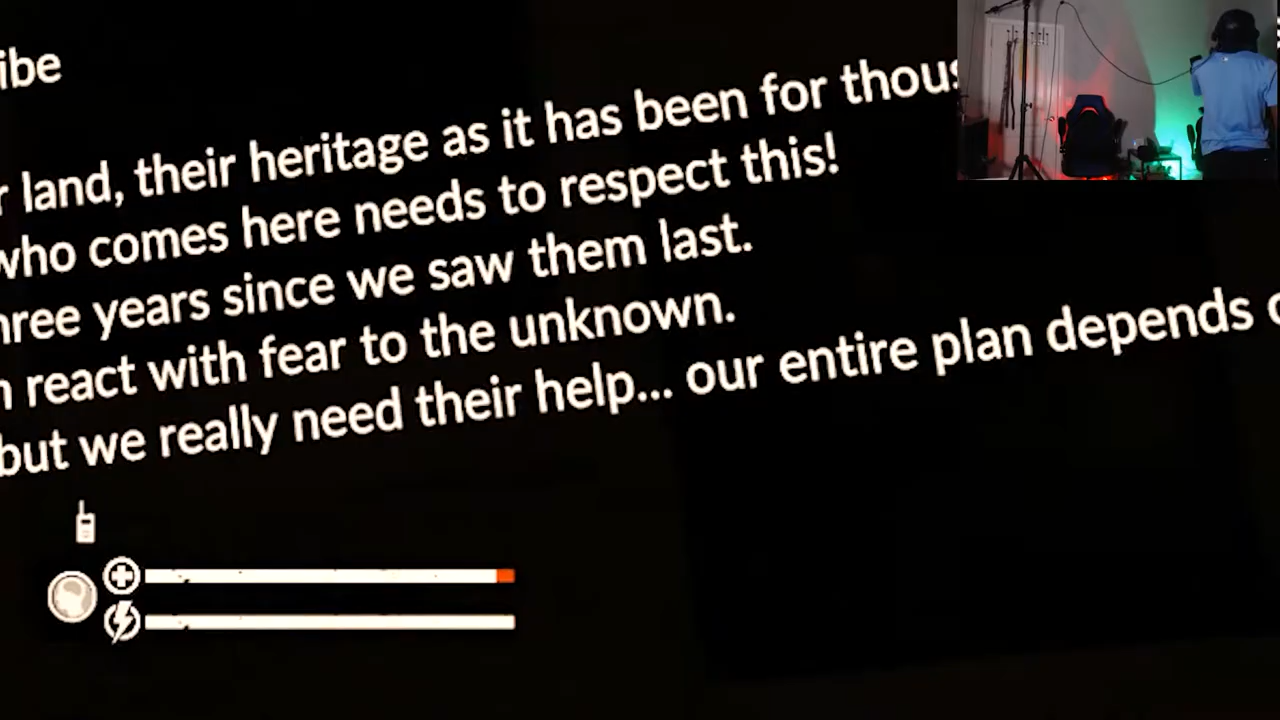 ibe
r land, their heritage as it has been for thous
who comes here needs to respect this!
hree years since we saw them last.
n react with fear to the unknown.
but we really need their help... our entire plan depends o